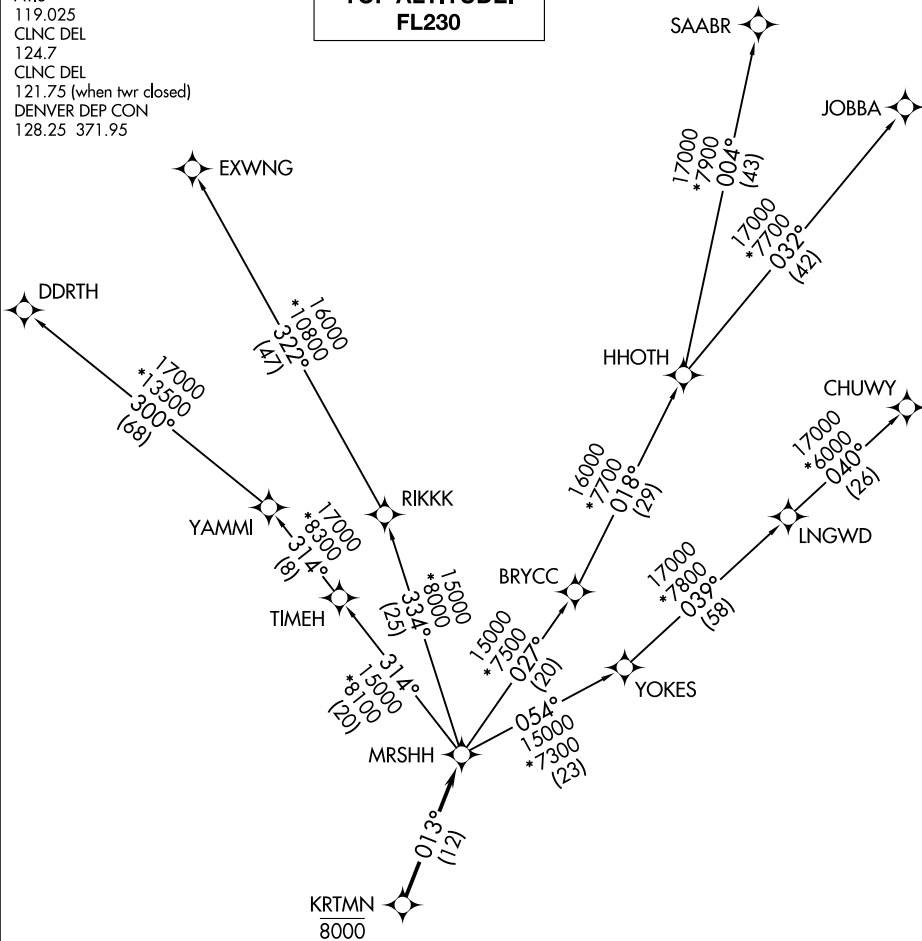 119.025
CLNC DEL
124.7
CLNC DEL
121.75 (when twr closed)
DENVER DEP CON
128.25 371.95
FL230
SAABR
JOBBA
17000
*7900
004°
(43)
17000
*7700
032°
(42)
EXWNG
DDRTH
16000
*10800
322°
(47)
17000
*13500
300°
(68)
HHOTH
CHUWY
17000
*6000
040°
(26)
16000
*7700
018°
(29)
RIKKK
YAMMI
17000
*8300
314°
(8)
LNGWD
BRYCC
17000
*7800
039°
(58)
TIMEH
15000
*8000
334°
(25)
15000
*7500
027°
(20)
314°
15000
*8100
(20)
YOKES
054°
15000
*7300
(23)
MRSHH
013°
(12)
KRTMN
8000